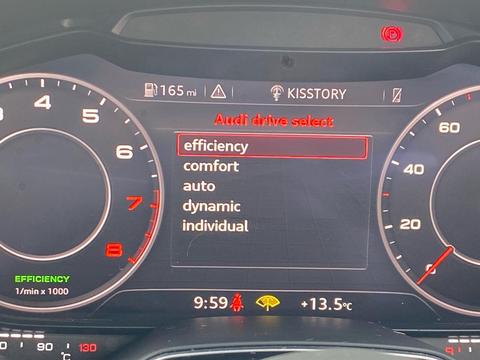 165 mi KISSTORY
Audi drive select
efficiency
comfort
auto
dynamic
individual
4
5
6
7
8
EFFICIENCY
1/min x 1000
60
40
20
9:59 +13.5°C
90 130
°C